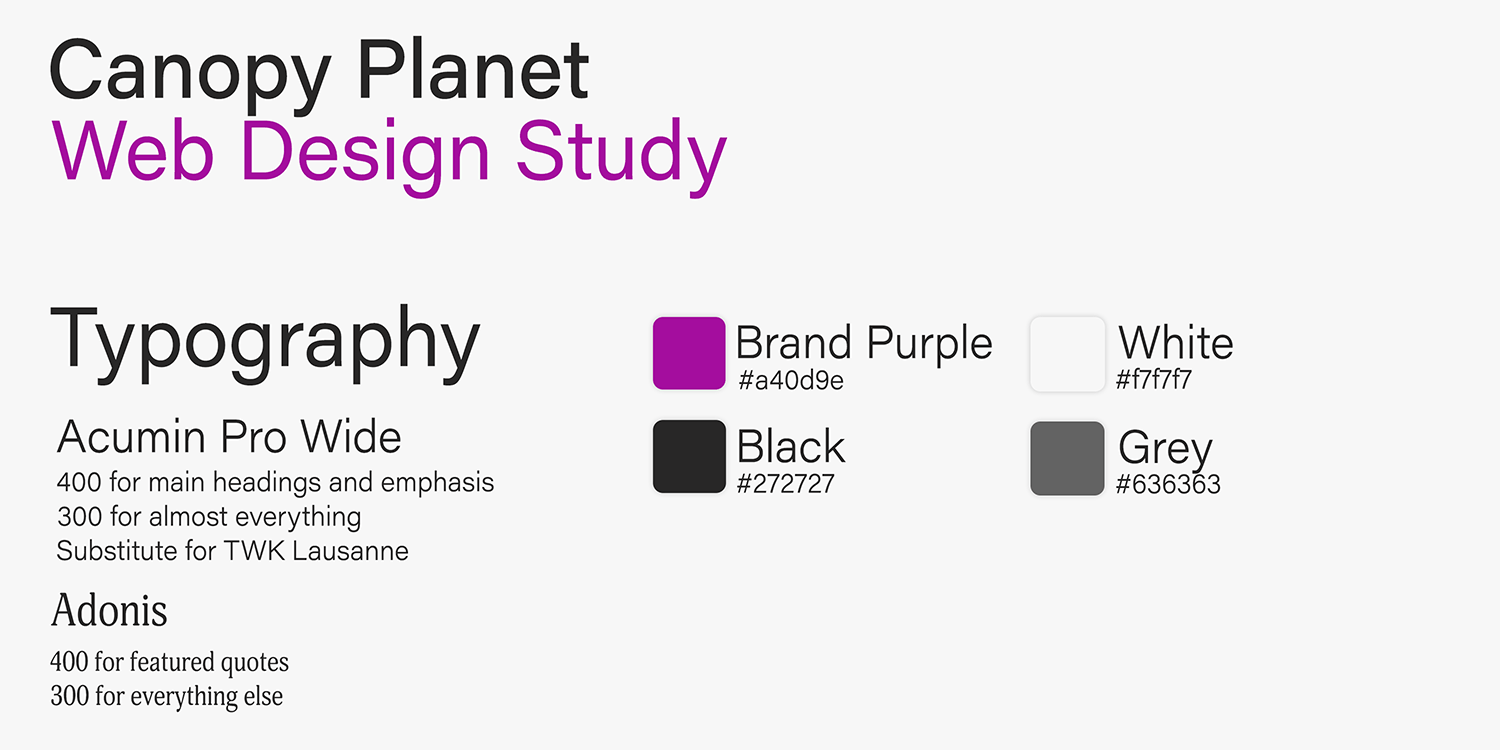 Canopy Planet
Web Design Study
Typography
Acumin Pro Wide
400 for main headings and emphasis
300 for almost everything
Substitute for TWK Lausanne
Adonis
400 for featured quotes
300 for everything else
Brand Purple
#a40d9e
White
#f7f7f7
Black
#272727
Grey
#636363